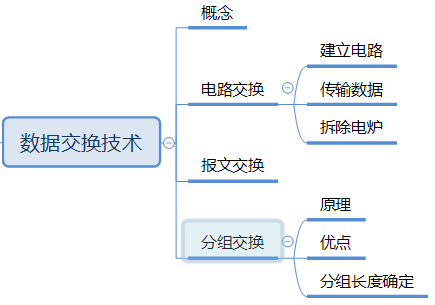 概念
建立电路
电路交换
传输数据
拆除电炉
数据交换技术
报文交换
原理
分组交换
优点
分组长度确定